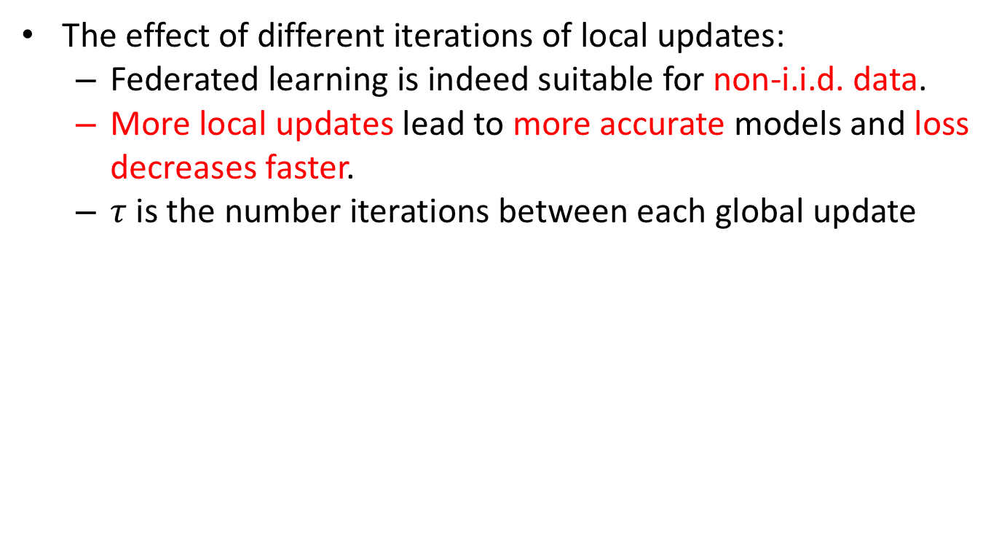 • The effect of different iterations of local updates:
– Federated learning is indeed suitable for non-i.i.d. data.
– More local updates lead to more accurate models and loss
decreases faster.
– 𝜏 is the number iterations between each global update